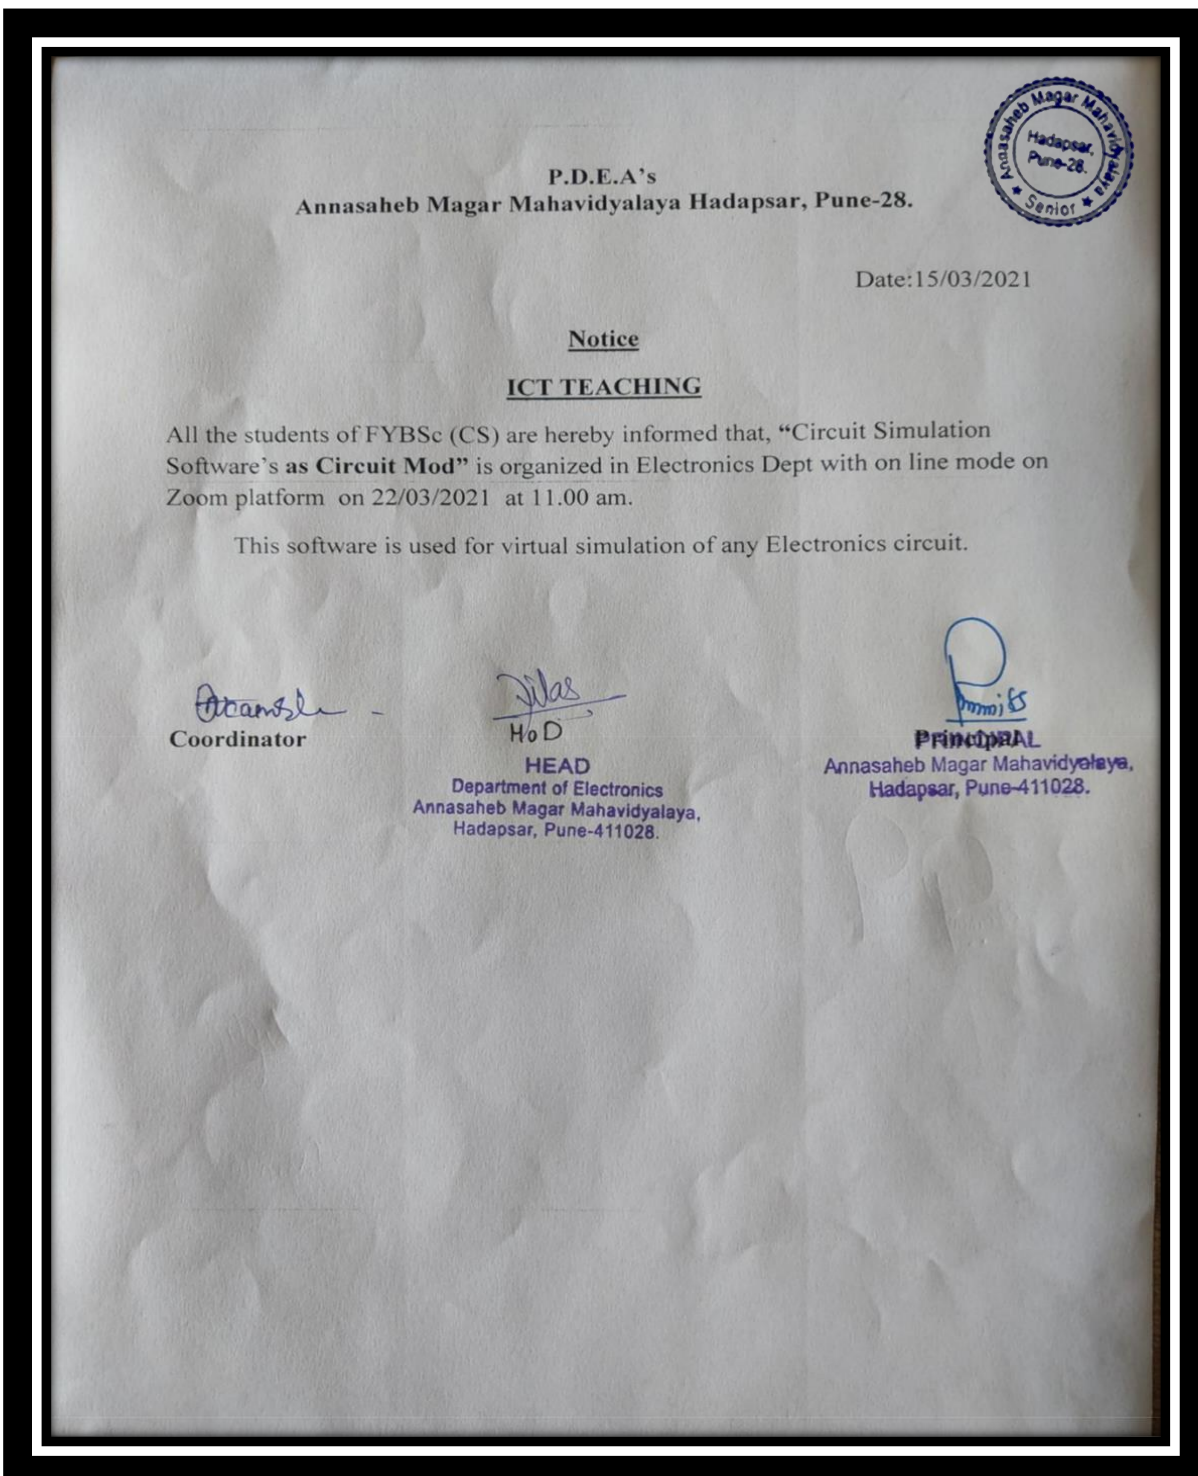 Annasaheb Magar Mahavidyalaya
Hadapsar,
Pune-28.
★ Senior ★
P.D.E.A's
Annasaheb Magar Mahavidyalaya Hadapsar, Pune-28.
Date:15/03/2021
Notice
ICT TEACHING
All the students of FYBSc (CS) are hereby informed that, “Circuit Simulation
Software's as Circuit Mod” is organized in Electronics Dept with on line mode on
Zoom platform on 22/03/2021 at 11.00 am.
This software is used for virtual simulation of any Electronics circuit.
Coordinator
HoD
HEAD
Department of Electronics
Annasaheb Magar Mahavidyalaya,
Hadapsar, Pune-411028.
Principal
PRINCIPAL
Annasaheb Magar Mahavidyalaya,
Hadapsar, Pune-411028.